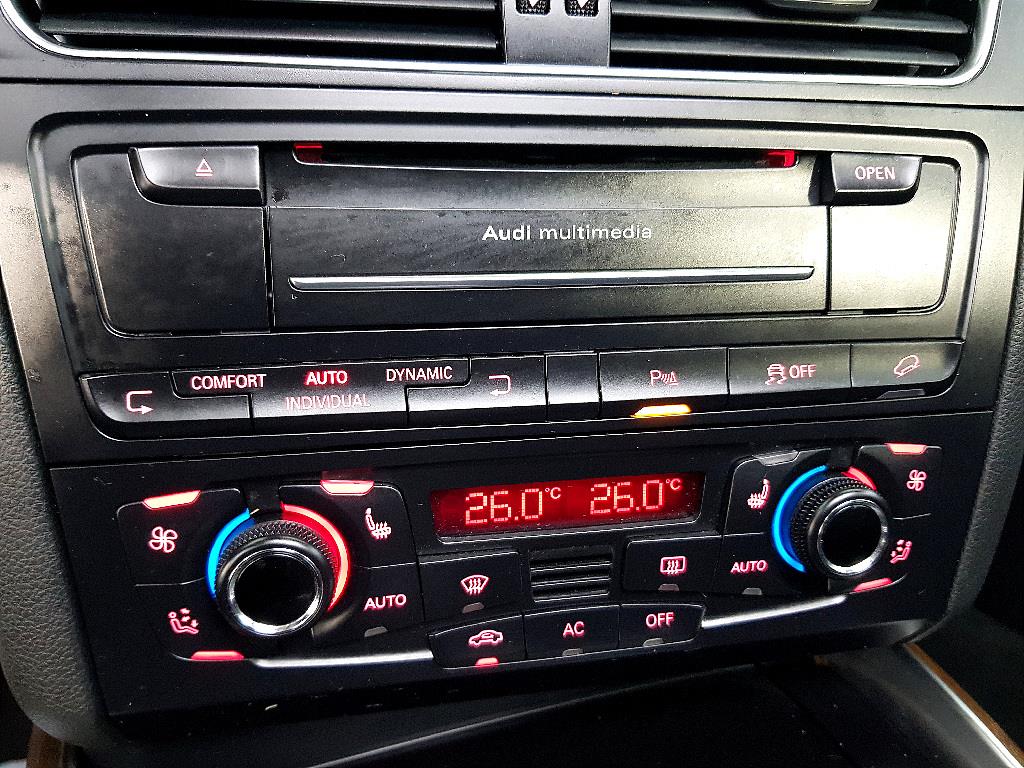 OPEN
Audi multimedia
COMFORT AUTO DYNAMIC
INDIVIDUAL
P
OFF
26.0°C 26.0°C
AUTO
AUTO
AC
OFF